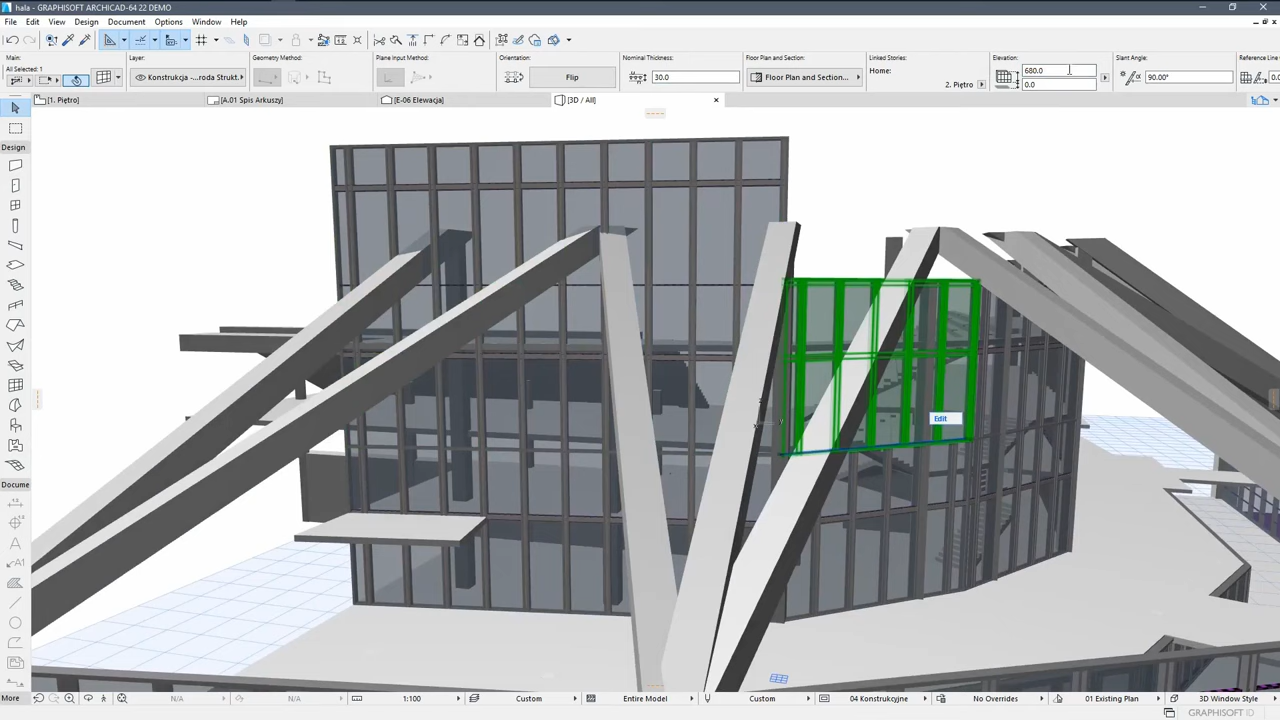 hala - GRAPHISOFT ARCHICAD-64 22 DEMO
File Edit View Design Document Options Window Help
Main: Layer: Geometry Method: Plane Input Method: Orientation: Nominal Thickness: Floor Plan and Section: Linked Stories: Elevation: Slant Angle: Reference Line
All Selected: 1
Konstrukcja -...roda Strukt.
Flip
30.0
Floor Plan and Section...
Home:
2. Piętro
680.0
0.0
90.00°
0.0
[1. Piętro]
[A.01 Spis Arkuszy]
[E-06 Elewacja]
[3D / All]
Design
Docume
A
A1
More
Edit
N/A
N/A
1:100
Custom
Entire Model
Custom
04 Konstrukcyjne
No Overrides
01 Existing Plan
3D Window Style
GRAPHISOFT ID